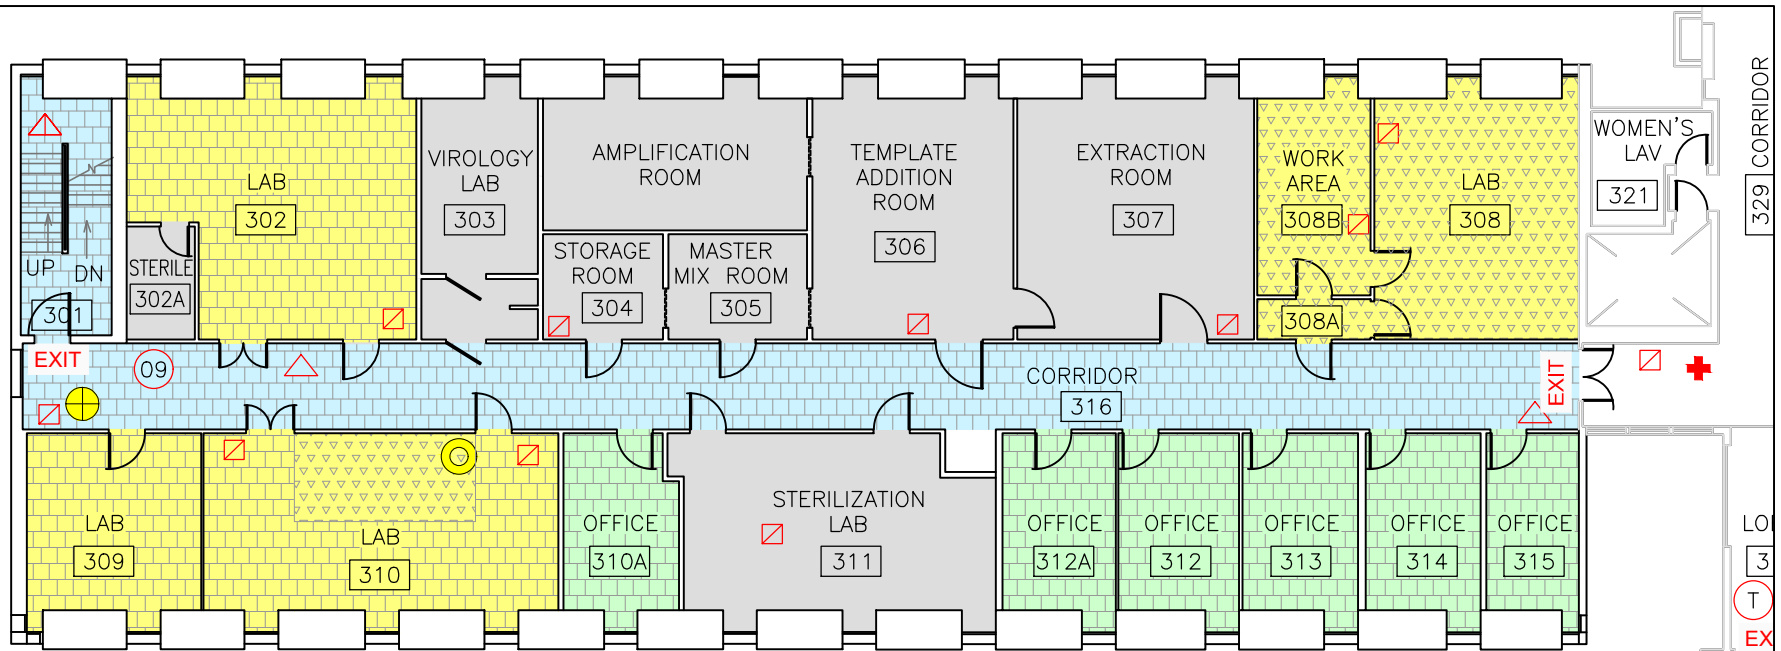 UP
DN
301
EXIT
09
LAB
302
STERILE
302A
VIROLOGY
LAB
303
AMPLIFICATION
ROOM
STORAGE
ROOM
304
MASTER
MIX ROOM
305
TEMPLATE
ADDITION
ROOM
306
EXTRACTION
ROOM
307
WORK
AREA
308B
308A
LAB
308
WOMEN'S
LAV
321
329 CORRIDOR
CORRIDOR
316
EXIT
LAB
309
LAB
310
OFFICE
310A
STERILIZATION
LAB
311
OFFICE
312A
OFFICE
312
OFFICE
313
OFFICE
314
OFFICE
315
T